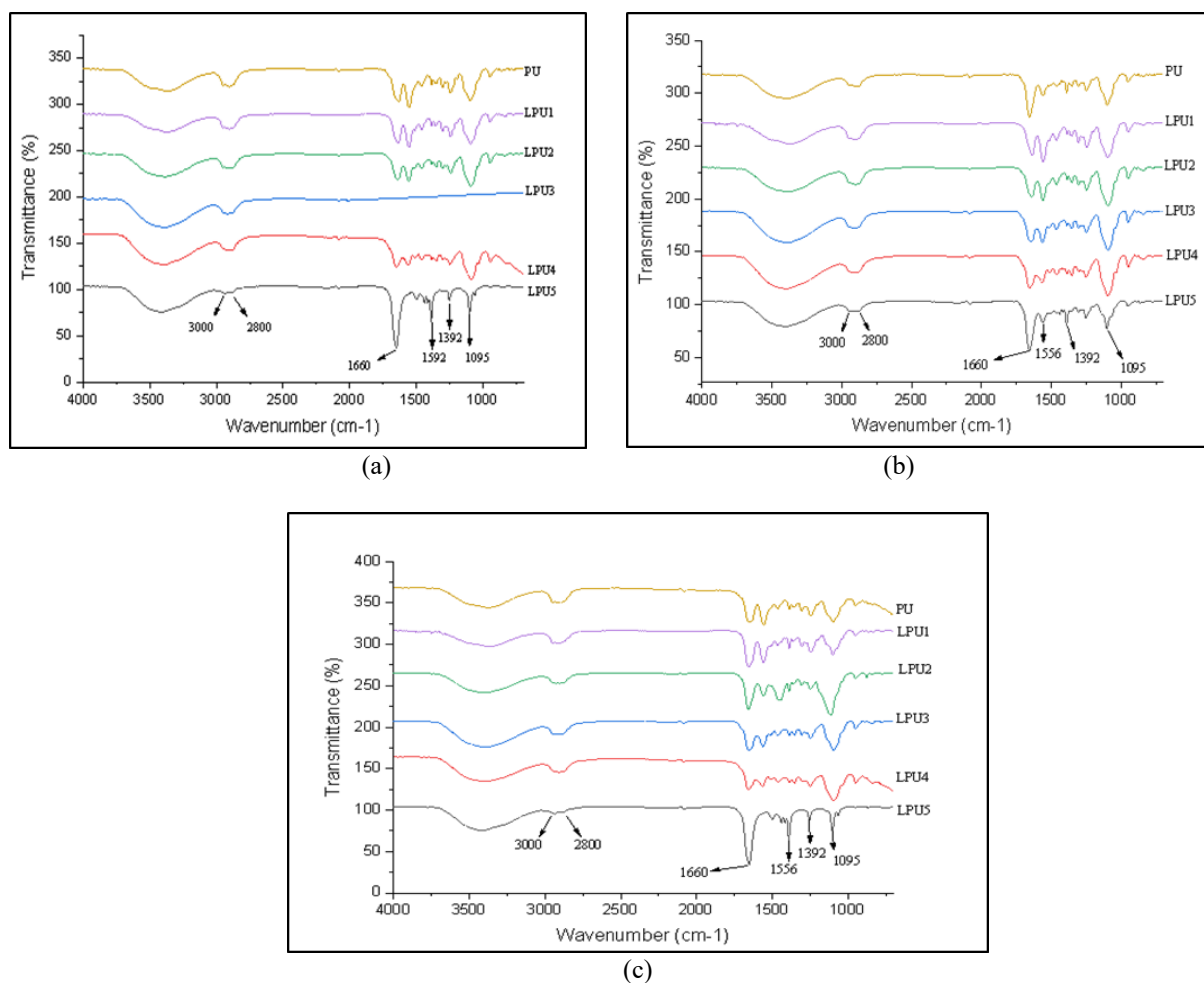 350
300
250
200
150
100
50
0
Transmittance (%)
PU
LPU1
LPU2
LPU3
LPU4
LPU5
3000
2800
1660
1592
1392
1095
4000 3500 3000 2500 2000 1500 1000
Wavenumber (cm-1)
(a)
350
300
250
200
150
100
50
Transmittance (%)
PU
LPU1
LPU2
LPU3
LPU4
LPU5
3000
2800
1660
1556
1392
1095
4000 3500 3000 2500 2000 1500 1000
Wavenumber (cm-1)
(b)
400
350
300
250
200
150
100
50
0
Transmittance (%)
PU
LPU1
LPU2
LPU3
LPU4
LPU5
3000
2800
1660
1556
1392
1095
4000 3500 3000 2500 2000 1500 1000
Wavenumber (cm-1)
(c)